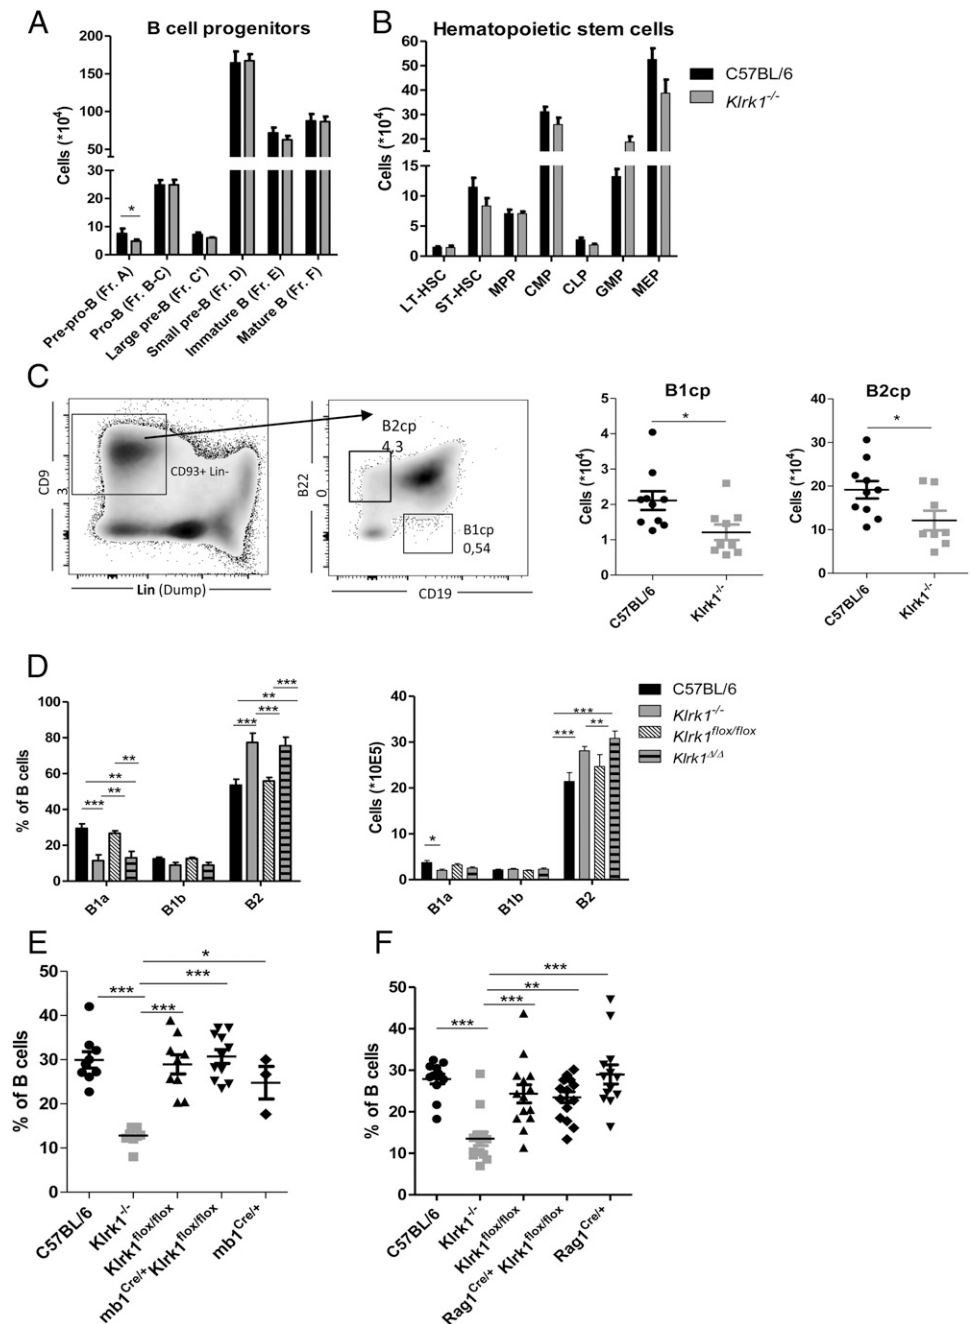 A
B cell progenitors
Cells (*10⁴)
200
150
100
50
30
20
10
0
*
Pre-pro-B (Fr. A)
Pro-B (Fr. B-C)
Large pre-B (Fr. C')
Small pre-B (Fr. D)
Immature B (Fr. E)
Mature B (Fr. F)
B
Hematopoietic stem cells
Cells (*10⁴)
60
50
40
30
20
15
10
5
0
LT-HSC
ST-HSC
MPP
CMP
CLP
GMP
MEP
C57BL/6
Klrk1⁻/⁻
C
CD9
3
CD93+ Lin-
Lin (Dump)
B22
0
B2cp
4,3
B1cp
0,54
CD19
B1cp
Cells (*10⁴)
5
4
3
2
1
0
*
C57BL/6
Klrk1⁻/⁻
B2cp
Cells (*10⁴)
40
30
20
10
0
*
C57BL/6
Klrk1⁻/⁻
D
% of B cells
100
80
60
40
20
0
**
**
***
**
***
**
***
***
B1a
B1b
B2
Cells (*10E5)
40
30
20
10
0
*
***
**
***
B1a
B1b
B2
C57BL/6
Klrk1⁻/⁻
Klrk1flox/flox
Klrk1Δ/Δ
E
% of B cells
50
40
30
20
10
0
*
***
***
***
C57BL/6
Klrk1⁻/⁻
Klrk1flox/flox
mb1Cre/+Klrk1flox/flox
mb1Cre/+
F
% of B cells
50
40
30
20
10
0
***
**
***
***
C57BL/6
Klrk1⁻/⁻
Klrk1flox/flox
Rag1Cre/+ Klrk1flox/flox
Rag1Cre/+